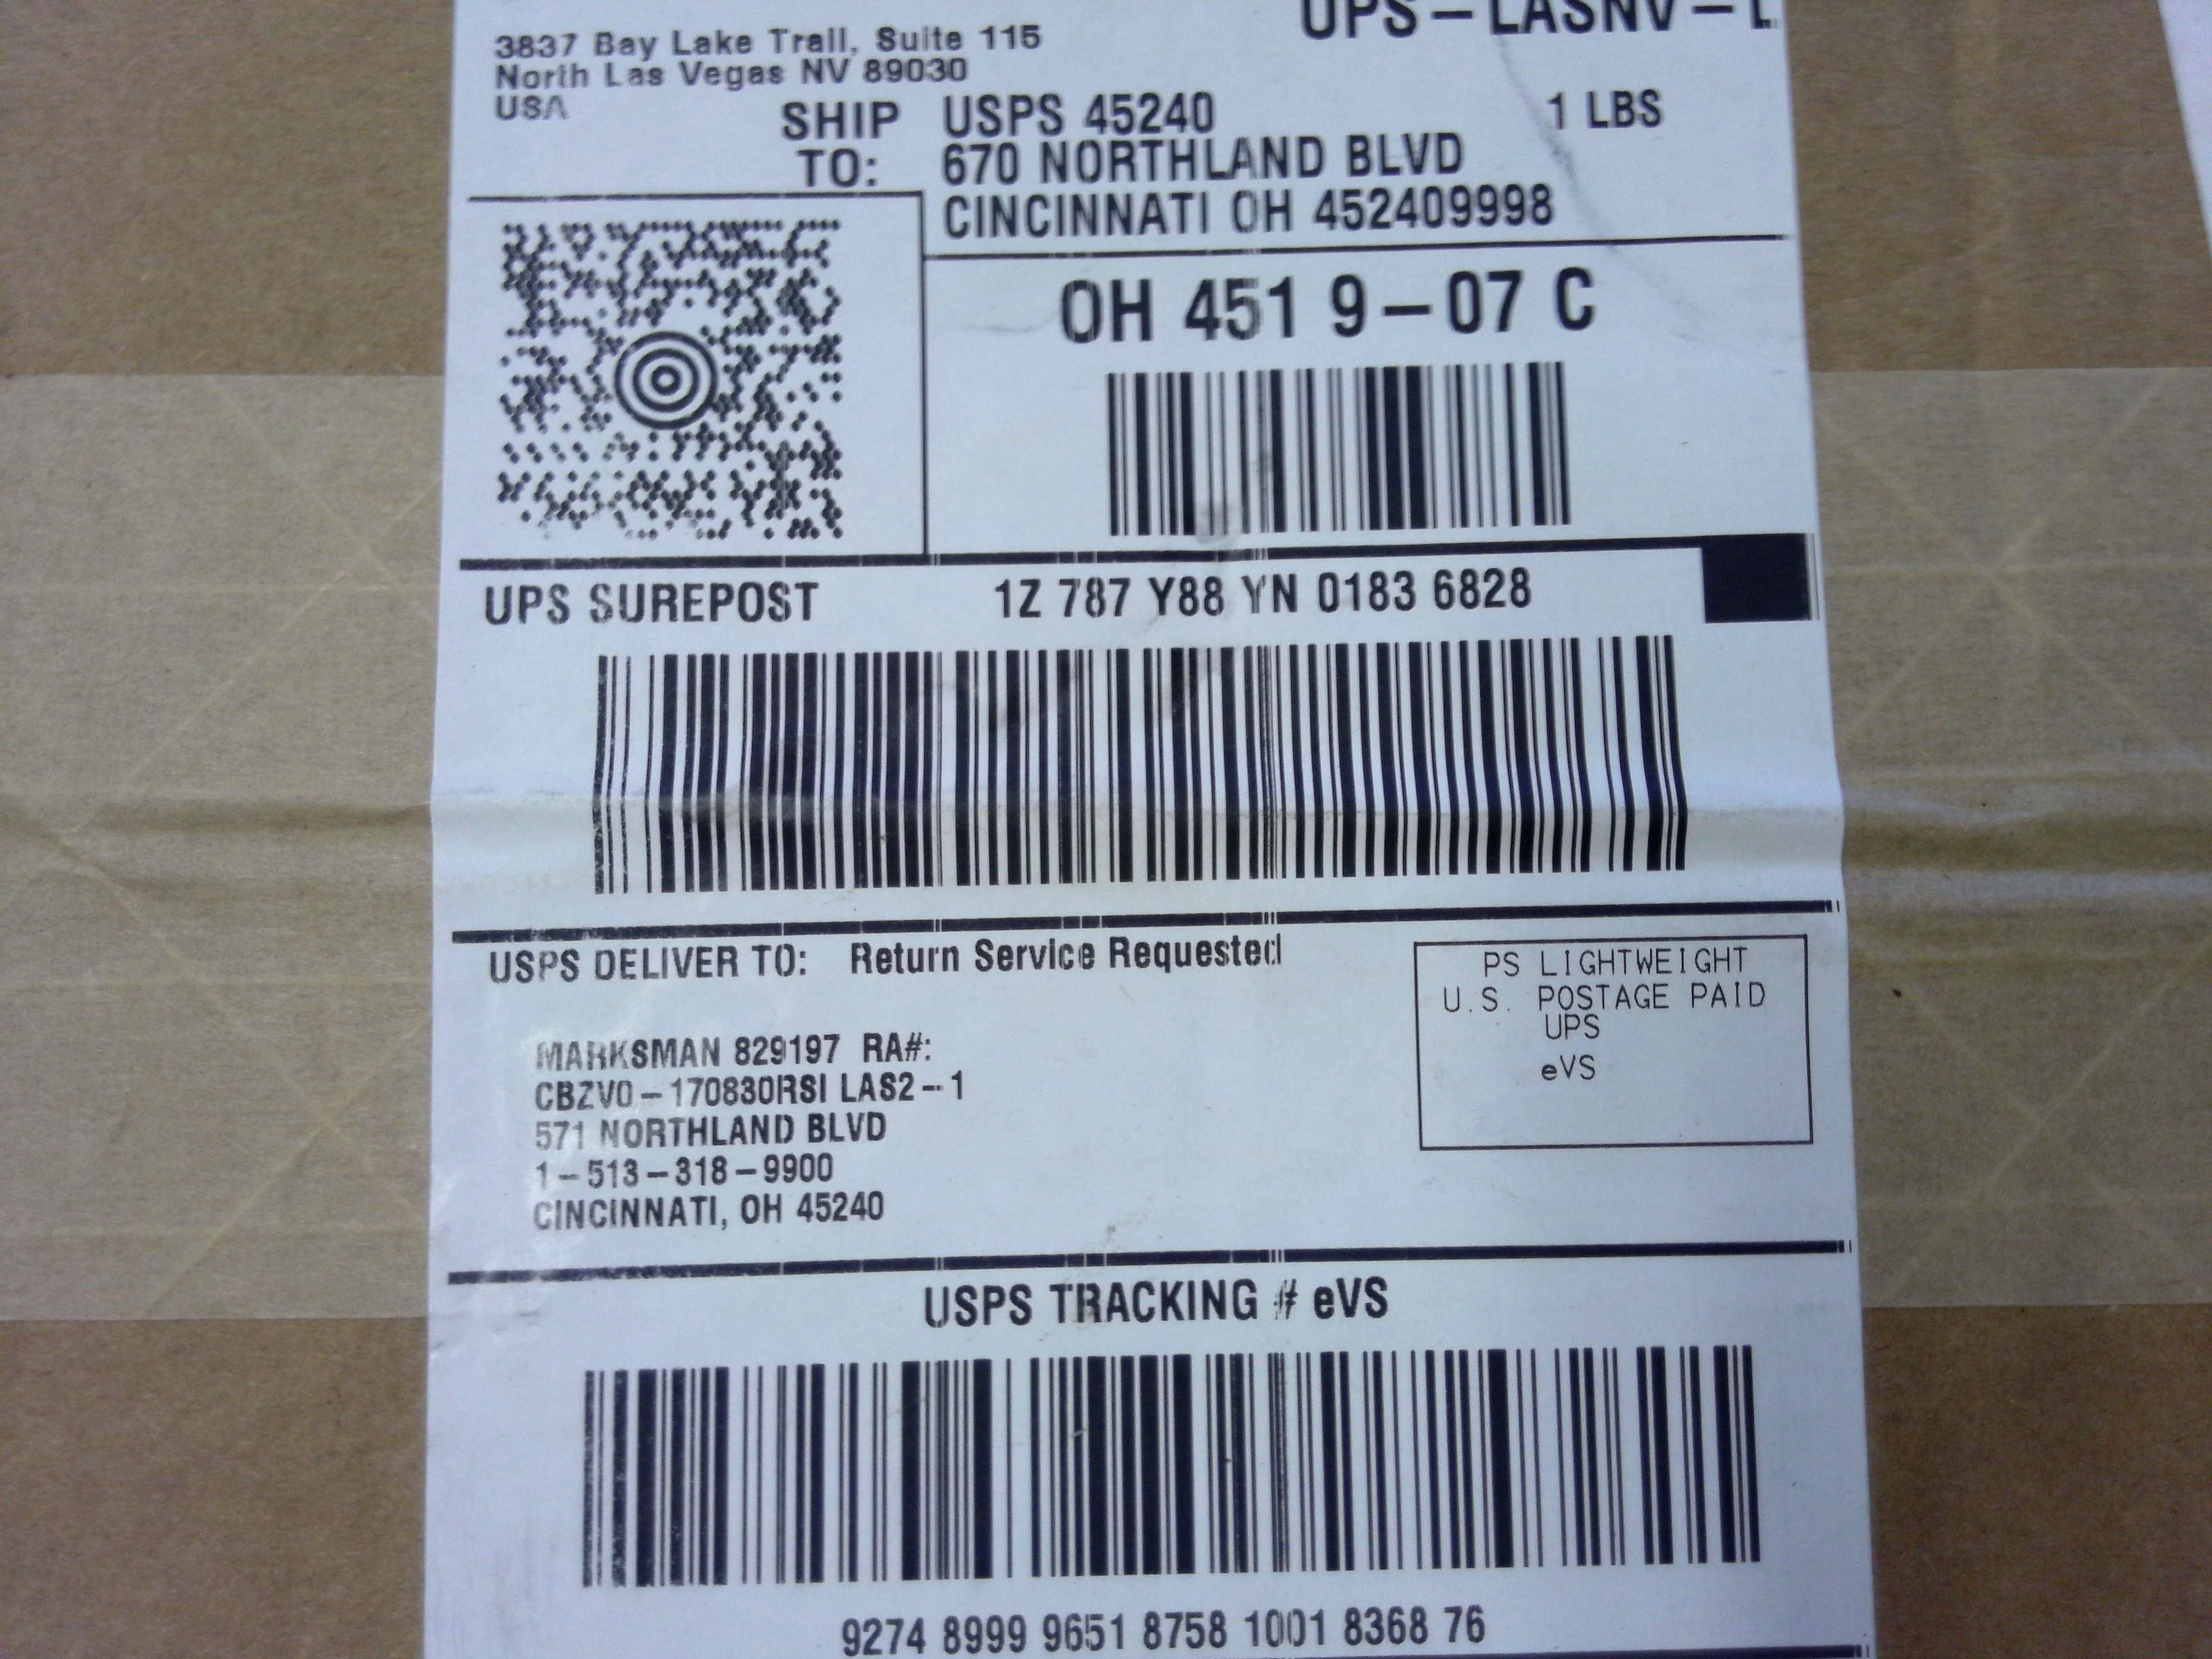 3837 Bay Lake Trail, Suite 115
North Las Vegas NV 89030
USA
UPS - LASNV - L
1 LBS
SHIP TO:
USPS 45240
670 NORTHLAND BLVD
CINCINNATI OH 452409998
OH 451 9-07 C
UPS SUREPOST
1Z 787 Y88 YN 0183 6828
USPS DELIVER TO: Return Service Requested
PS LIGHTWEIGHT
U.S. POSTAGE PAID
UPS
eVS
MARKSMAN 829197 RA#:
CBZV0-170830RSI LAS2-1
571 NORTHLAND BLVD
1-513-318-9900
CINCINNATI, OH 45240
USPS TRACKING # eVS
9274 8999 9651 8758 1001 8368 76